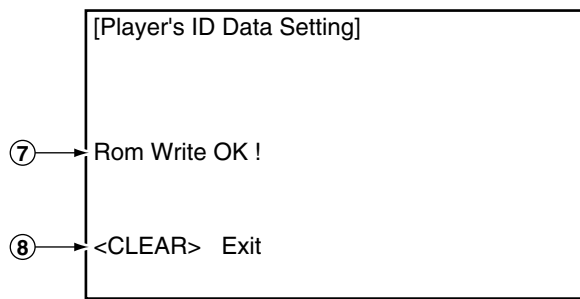 [Player's ID Data Setting]
⑦ Rom Write OK !
⑧ <CLEAR> Exit